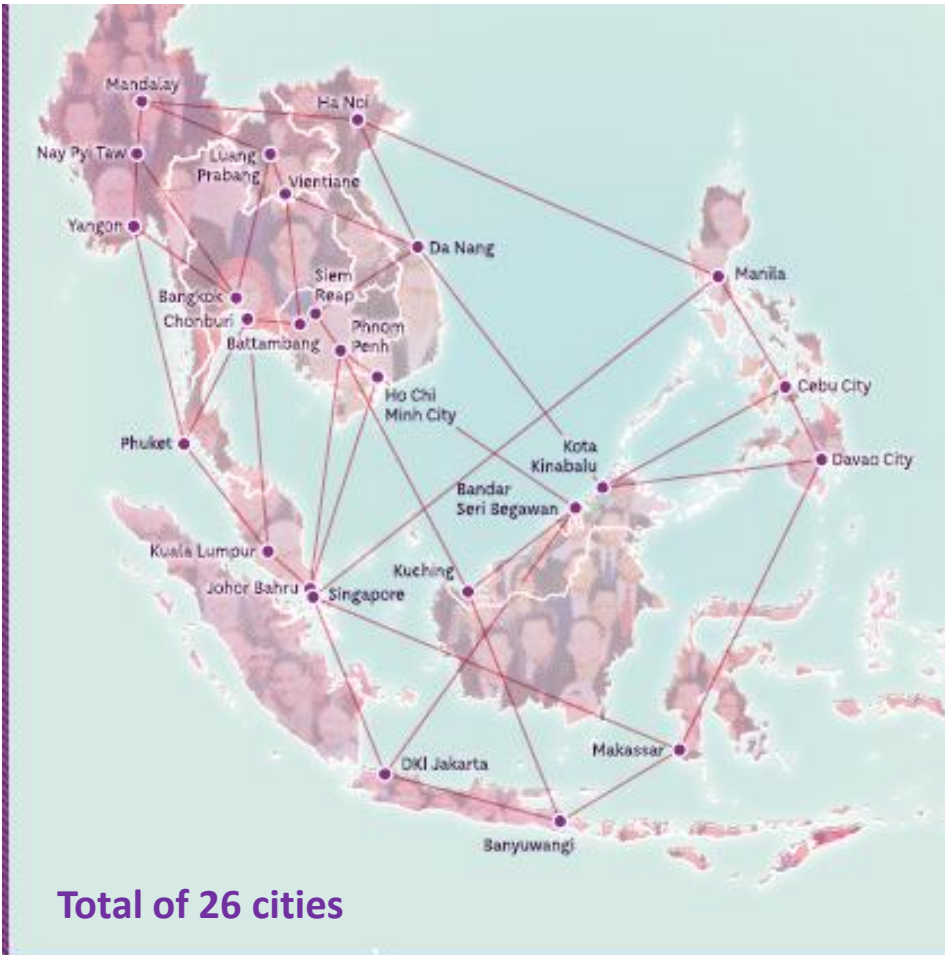 Mandalay
Ha Noi
Nay Pyi Taw
Luang
Prabang
Vientiane
Yangon
Da Nang
Siem
Reap
Manila
Bangkok
Chonburi
Battambang
Phnom
Penh
Cebu City
Ho Chi
Minh City
Phuket
Kota
Kinabalu
Davao City
Bandar
Seri Begawan
Kuala Lumpur
Kuching
Johor Bahru
Singapore
Makassar
DKI Jakarta
Banyuwangi
Total of 26 cities